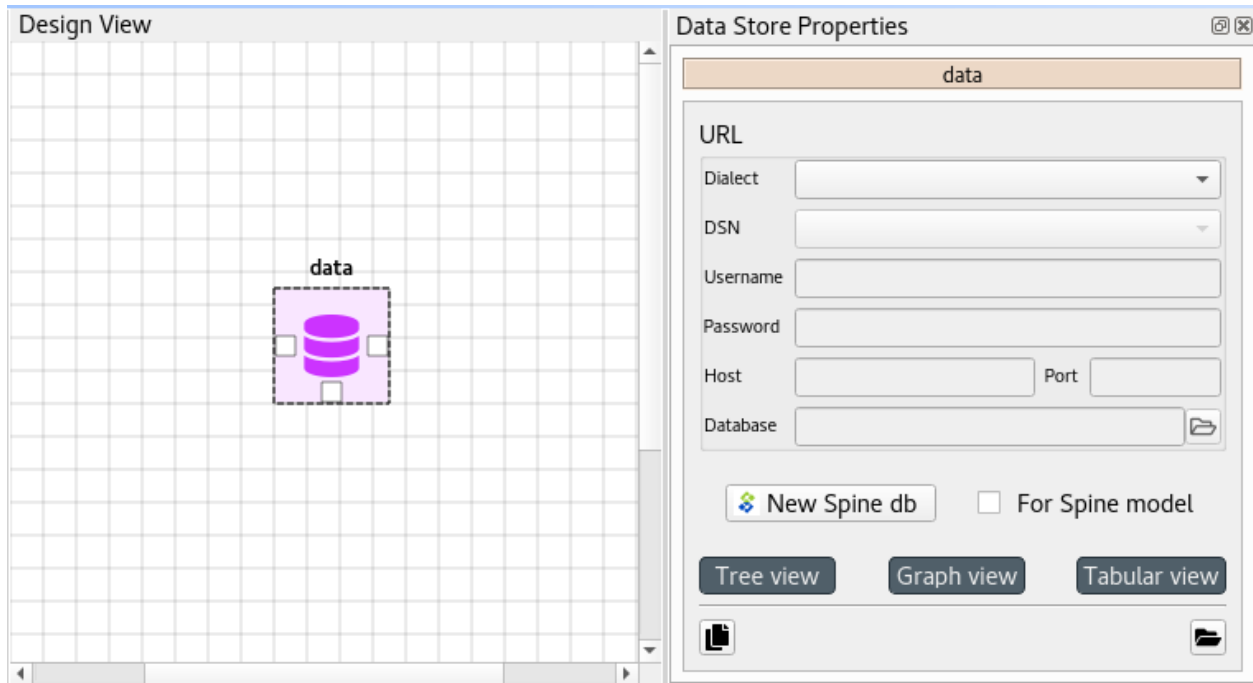 Design View
data
Data Store Properties
data
URL
Dialect
DSN
Username
Password
Host Port
Database
New Spine db For Spine model
Tree view Graph view Tabular view